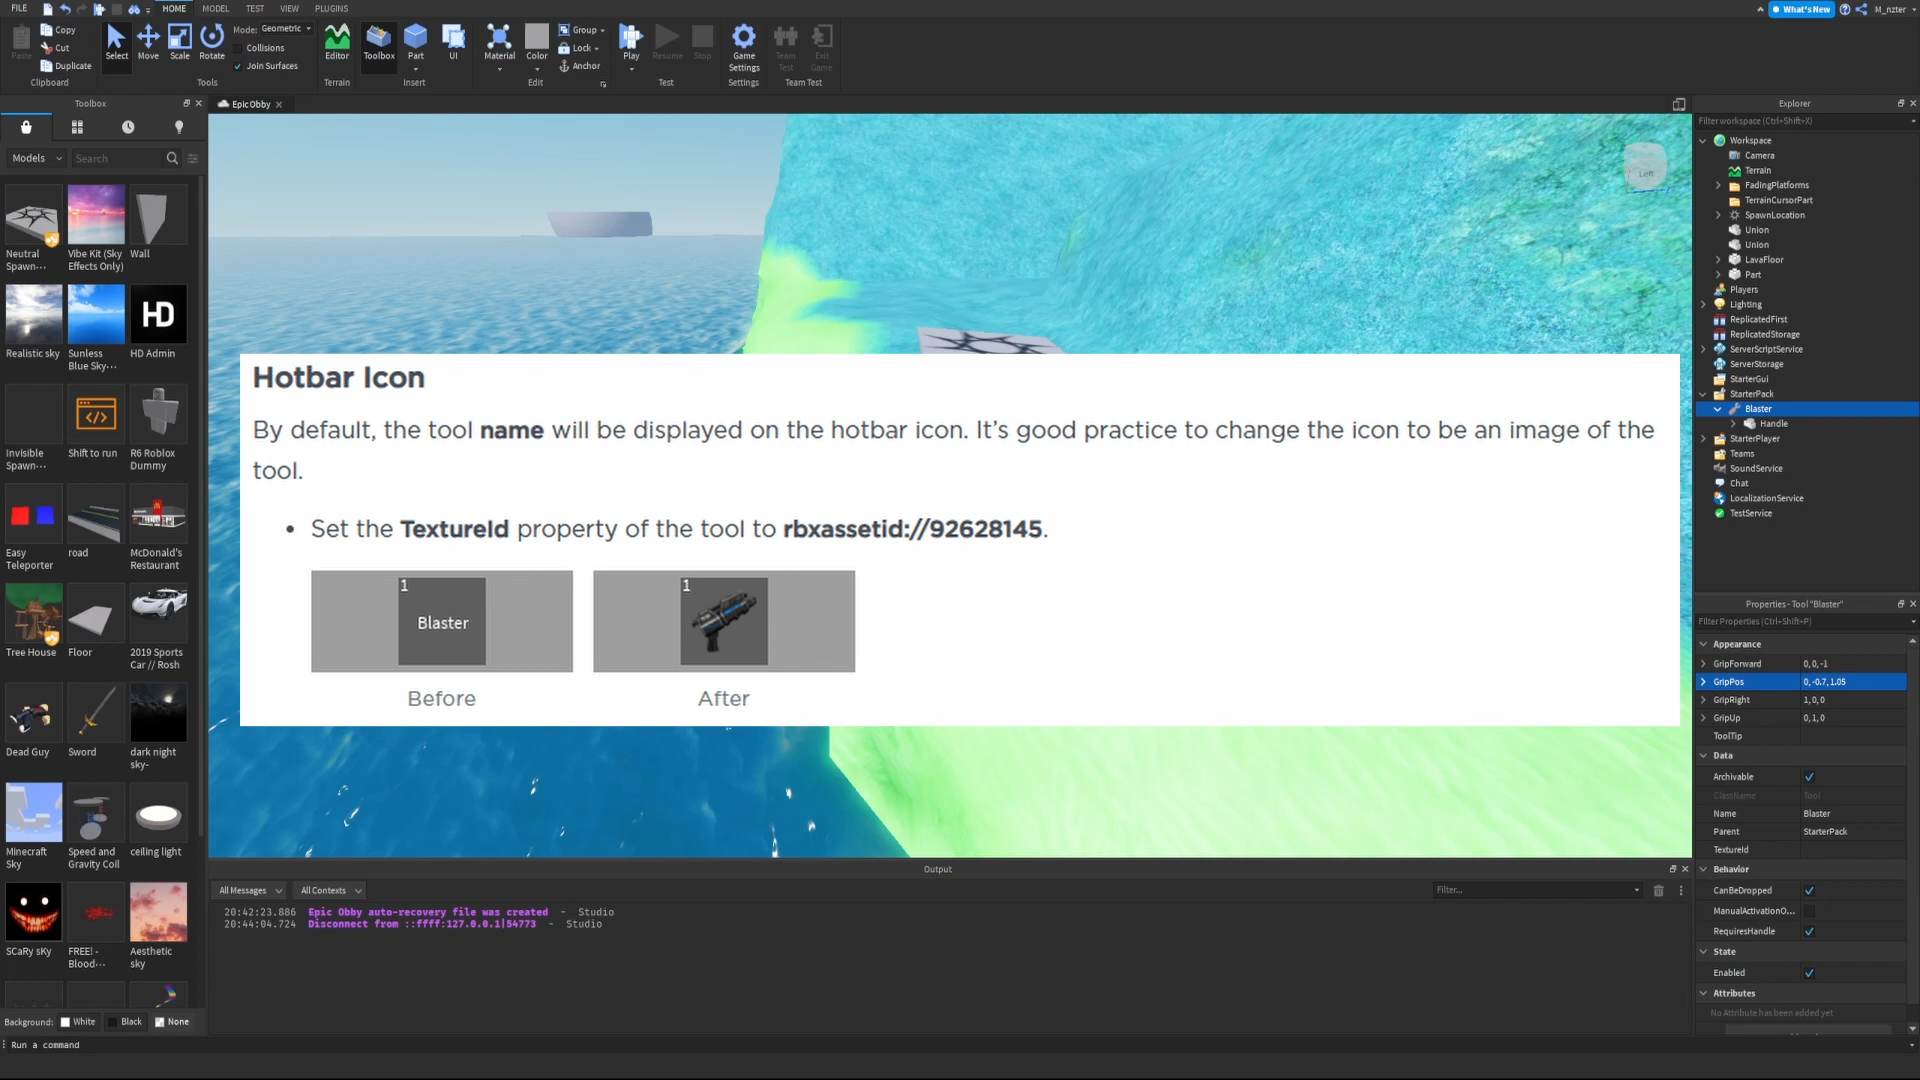 FILE
HOME
MODEL
TEST
VIEW
PLUGINS
What's New
M_nzter
Paste
Copy
Cut
Duplicate
Clipboard
Select
Move
Scale
Rotate
Mode: Geometric
Collisions
Join Surfaces
Tools
Editor
Terrain
Toolbox
Part
UI
Insert
Material
Color
Group
Lock
Anchor
Edit
Play
Resume
Stop
Test
Game
Settings
Settings
Team
Test
Exit
Game
Team Test
Toolbox
Models
Search
Neutral
Spawn...
Vibe Kit (Sky
Effects Only)
Wall
Realistic sky
Sunless
Blue Sky...
HD
HD Admin
Invisible
Spawn...
Shift to run
R6 Roblox
Dummy
Easy
Teleporter
road
McDonald's
Restaurant
Tree House
Floor
2019 Sports
Car // Rosh
Dead Guy
Sword
dark night
sky-
Minecraft
Sky
Speed and
Gravity Coil
ceiling light
SCaRy sKy
FREE! -
Blood...
Aesthetic
sky
Background: White Black None
Run a command
Epic Obby
Left
Hotbar Icon
By default, the tool name will be displayed on the hotbar icon. It's good practice to change the icon to be an image of the
tool.
• Set the TextureId property of the tool to rbxassetid://92628145.
1
Blaster
1
Before
After
Output
All Messages
All Contexts
Filter...
20:42:23.886 Epic Obby auto-recovery file was created - Studio
20:44:04.724 Disconnect from ::ffff:127.0.0.1|54773 - Studio
Explorer
Filter workspace (Ctrl+Shift+X)
Workspace
Camera
Terrain
FadingPlatforms
TerrainCursorPart
SpawnLocation
Union
Union
LavaFloor
Part
Players
Lighting
ReplicatedFirst
ReplicatedStorage
ServerScriptService
ServerStorage
StarterGui
StarterPack
Blaster
Handle
StarterPlayer
Teams
SoundService
Chat
LocalizationService
TestService
Properties - Tool "Blaster"
Filter Properties (Ctrl+Shift+P)
Appearance
GripForward 0, 0, -1
GripPos 0, -0.7, 1.05
GripRight 1, 0, 0
GripUp 0, 1, 0
ToolTip
Data
Archivable
ClassName Tool
Name Blaster
Parent StarterPack
TextureId
Behavior
CanBeDropped
ManualActivationO...
RequiresHandle
State
Enabled
Attributes
No Attribute has been added yet